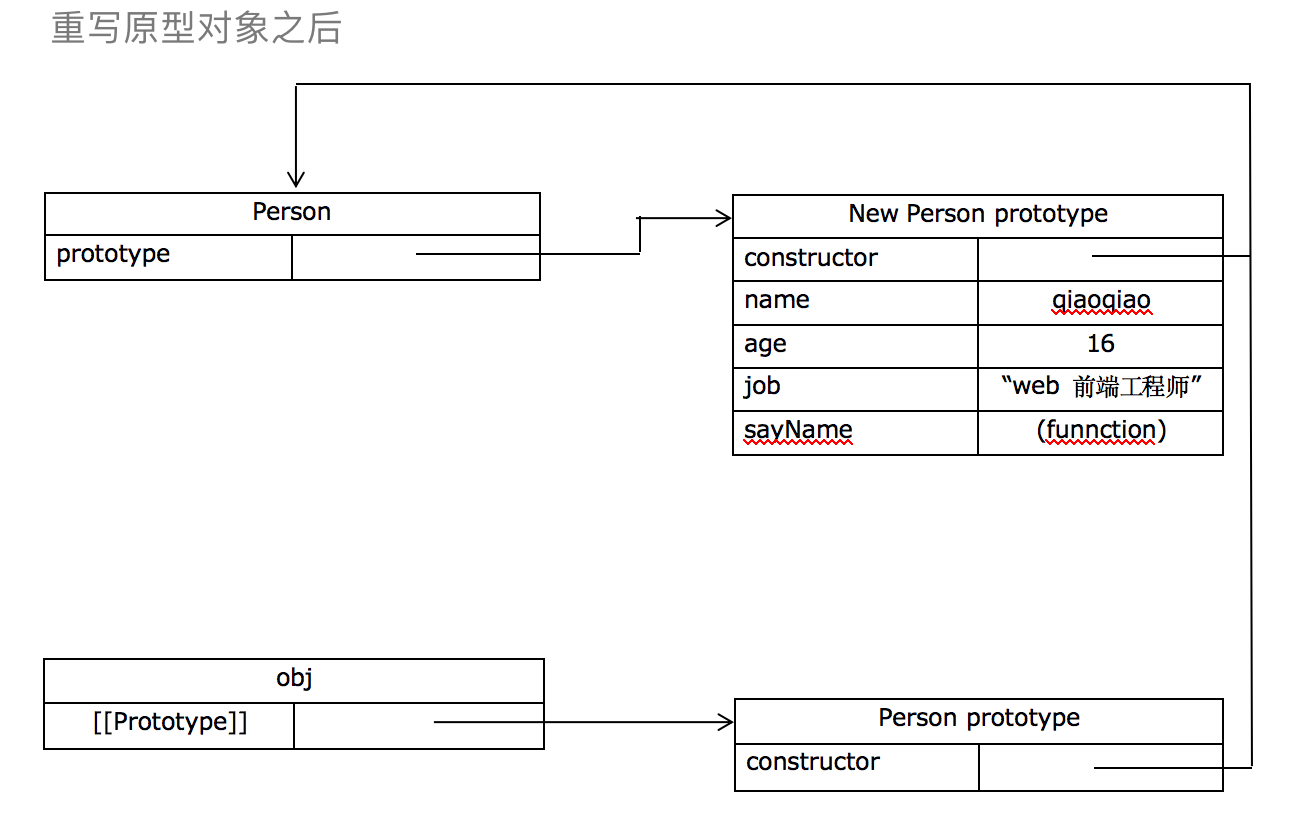 重写原型对象之后
Person
prototype
New Person prototype
constructor
name qiaoqiao
age 16
job “web 前端工程师”
sayName (funnction)
obj
[[Prototype]]
Person prototype
constructor